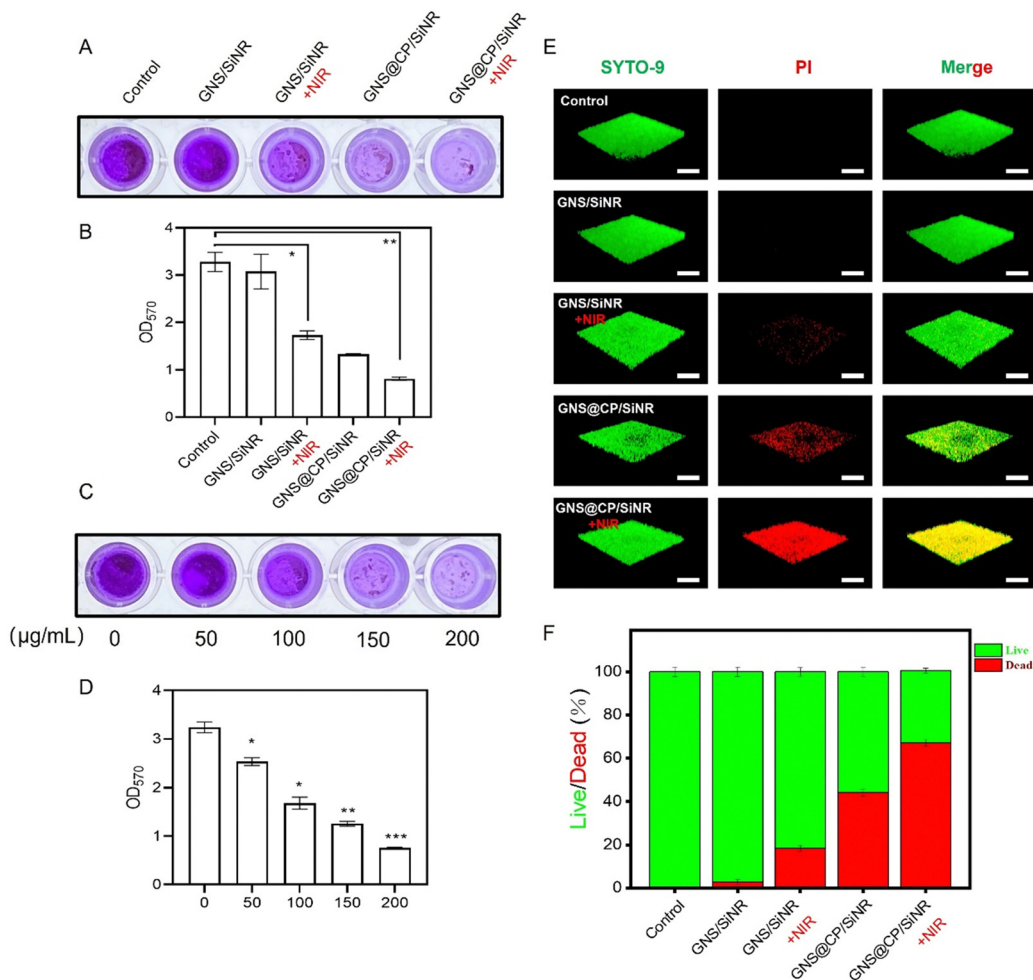 A
Control
GNS/SiNR
GNS/SiNR
+NIR
GNS@CP/SiNR
GNS@CP/SiNR
+NIR
B
OD570
4
3
2
1
0
*
**
Control
GNS/SiNR
GNS/SiNR
+NIR
GNS@CP/SiNR
GNS@CP/SiNR
+NIR
C
(μg/mL) 0 50 100 150 200
D
OD570
4
3
2
1
0
*
*
**
***
0 50 100 150 200
E
SYTO-9 PI Merge
Control
GNS/SiNR
GNS/SiNR
+NIR
GNS@CP/SiNR
GNS@CP/SiNR
+NIR
F
Live/Dead (%)
100
80
60
40
20
0
Live
Dead
Control
GNS/SiNR
GNS/SiNR
+NIR
GNS@CP/SiNR
GNS@CP/SiNR
+NIR